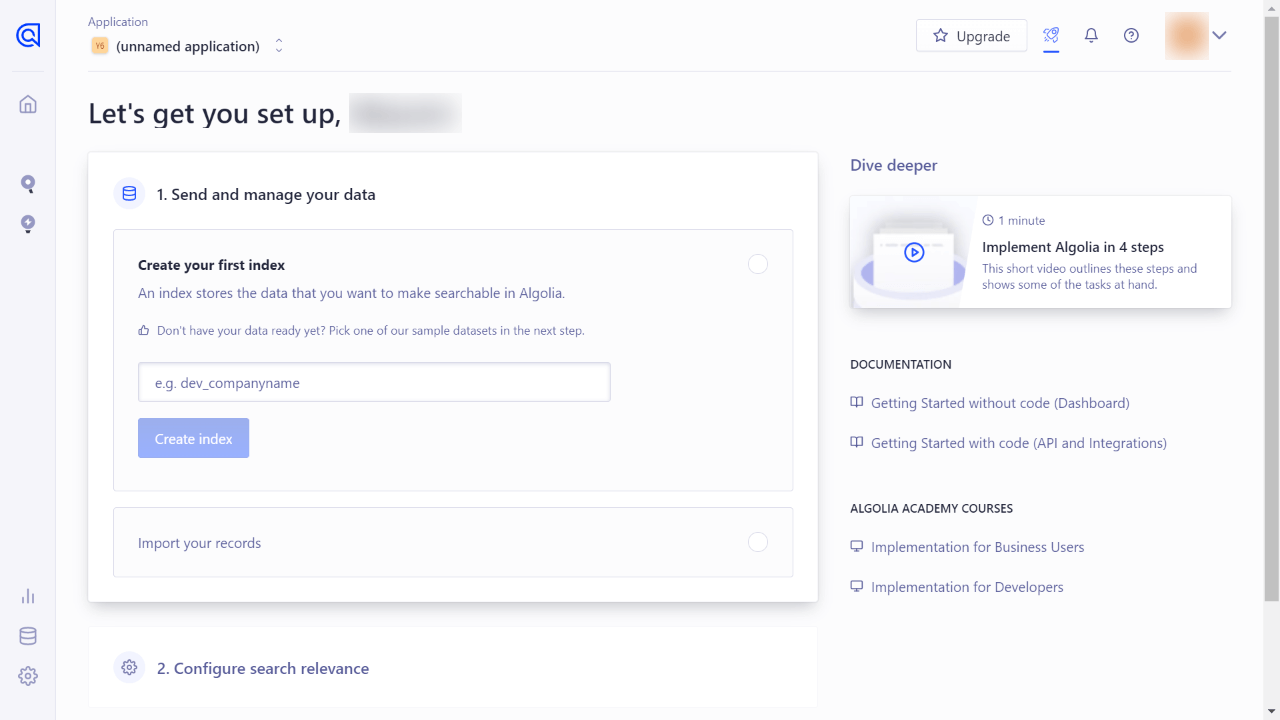 Application
Y6 (unnamed application)
Upgrade
Let's get you set up,
1. Send and manage your data
Create your first index
An index stores the data that you want to make searchable in Algolia.
Don't have your data ready yet? Pick one of our sample datasets in the next step.
e.g. dev_companyname
Create index
Import your records
2. Configure search relevance
Dive deeper
1 minute
Implement Algolia in 4 steps
This short video outlines these steps and
shows some of the tasks at hand.
DOCUMENTATION
Getting Started without code (Dashboard)
Getting Started with code (API and Integrations)
ALGOLIA ACADEMY COURSES
Implementation for Business Users
Implementation for Developers